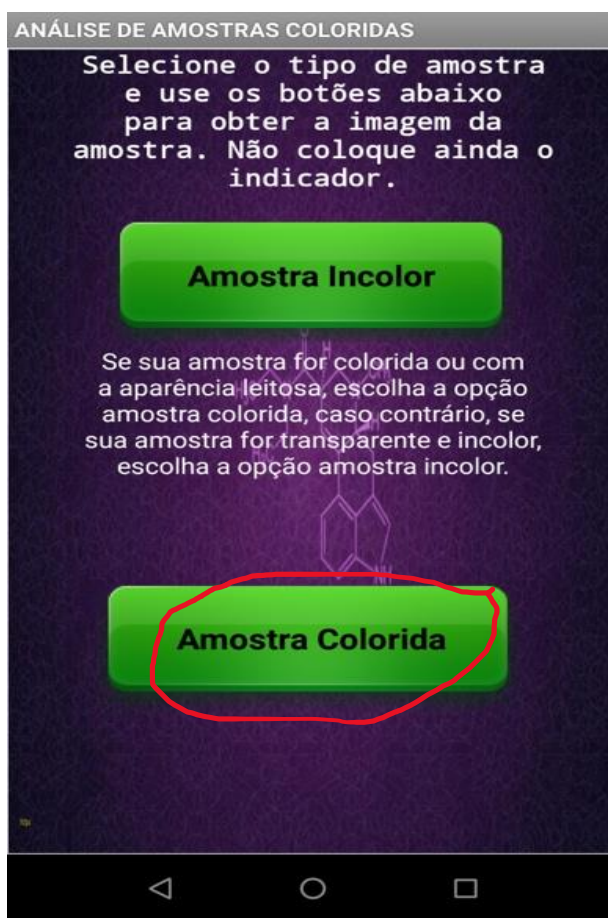 ANÁLISE DE AMOSTRAS COLORIDAS
Selecione o tipo de amostra
e use os botões abaixo
para obter a imagem da
amostra. Não coloque ainda o
indicador.
Amostra Incolor
Se sua amostra for colorida ou com
a aparência leitosa, escolha a opção
amostra colorida, caso contrário, se
sua amostra for transparente e incolor,
escolha a opção amostra incolor.
Amostra Colorida